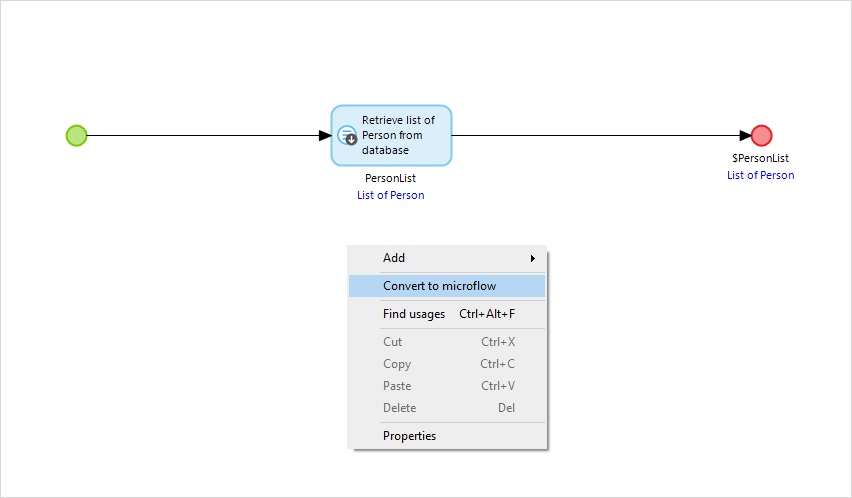 Retrieve list of
Person from
database
PersonList
List of Person
$PersonList
List of Person
Add
Convert to microflow
Find usages Ctrl+Alt+F
Cut Ctrl+X
Copy Ctrl+C
Paste Ctrl+V
Delete Del
Properties